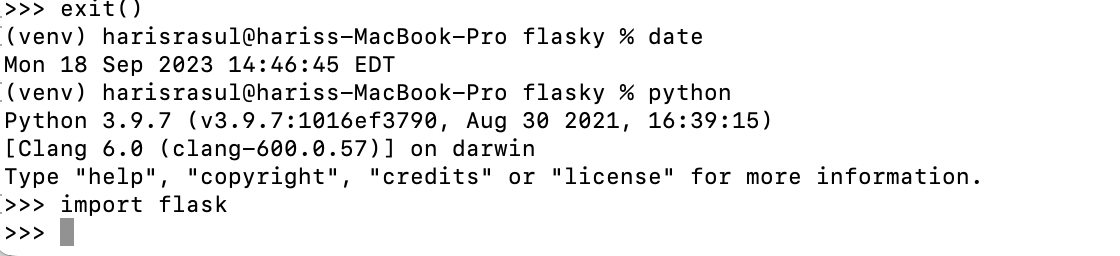 >>> exit()
(venv) harisrasul@hariss-MacBook-Pro flasky % date
Mon 18 Sep 2023 14:46:45 EDT
(venv) harisrasul@hariss-MacBook-Pro flasky % python
Python 3.9.7 (v3.9.7:1016ef3790, Aug 30 2021, 16:39:15)
[Clang 6.0 (clang-600.0.57)] on darwin
Type "help", "copyright", "credits" or "license" for more information.
>>> import flask
>>>